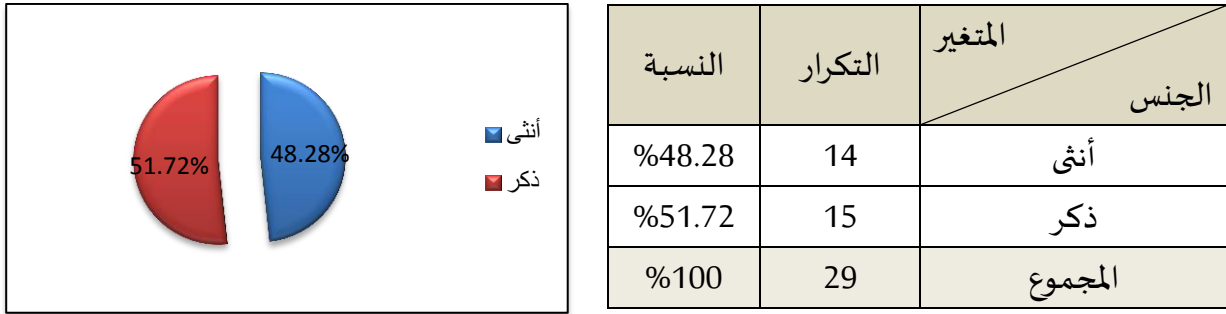 المتغير
الجنس
التكرار
النسبة
أنثى
14
%48.28
ذكر
15
%51.72
المجموع
29
%100
51.72%
48.28%
أنثى
ذكر